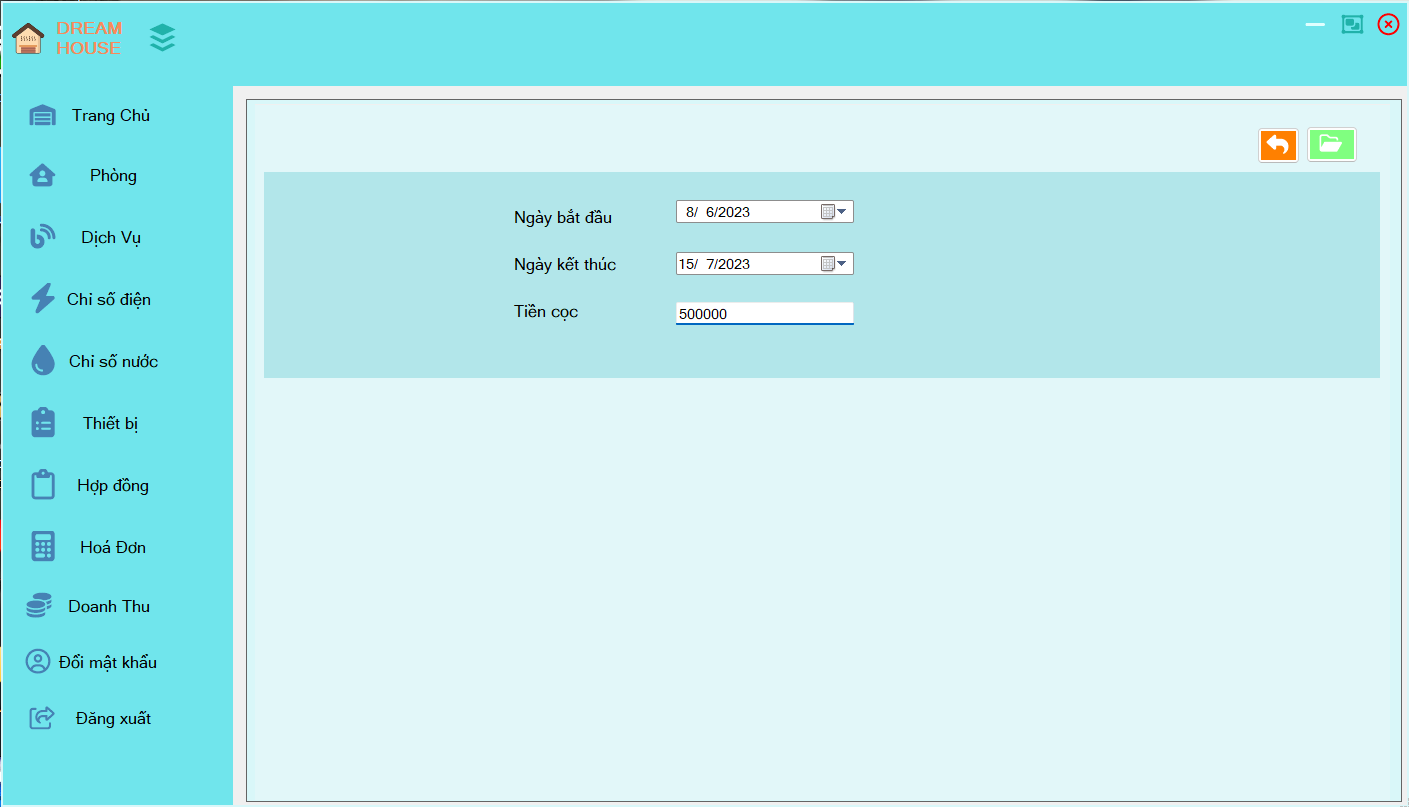 DREAM
HOUSE
Trang Chủ
Phòng
Dịch Vụ
Chỉ số điện
Chỉ số nước
Thiết bị
Hợp đồng
Hoá Đơn
Doanh Thu
Đổi mật khẩu
Đăng xuất
Ngày bắt đầu
8/ 6/2023
Ngày kết thúc
15/ 7/2023
Tiền cọc
500000